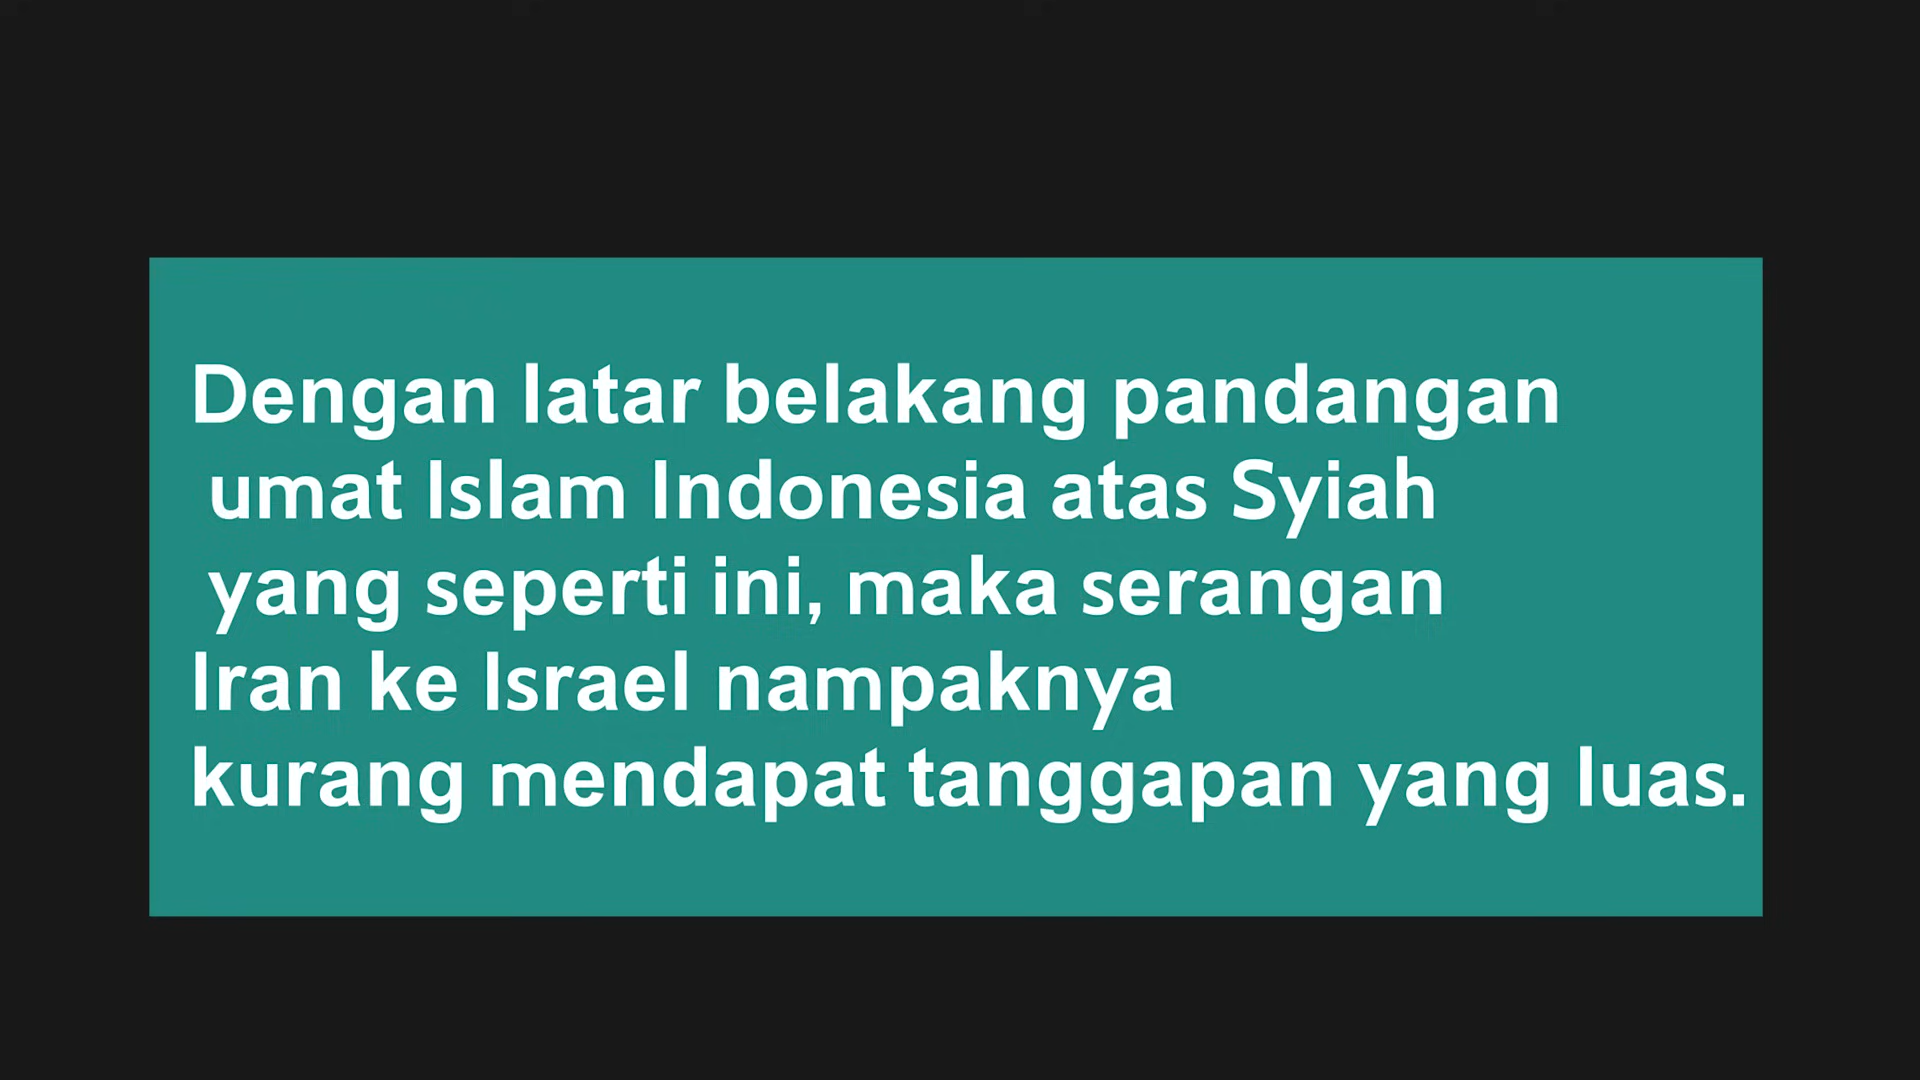 Dengan latar belakang pandangan
umat Islam Indonesia atas Syiah
yang seperti ini, maka serangan
Iran ke Israel nampaknya
kurang mendapat tanggapan yang luas.